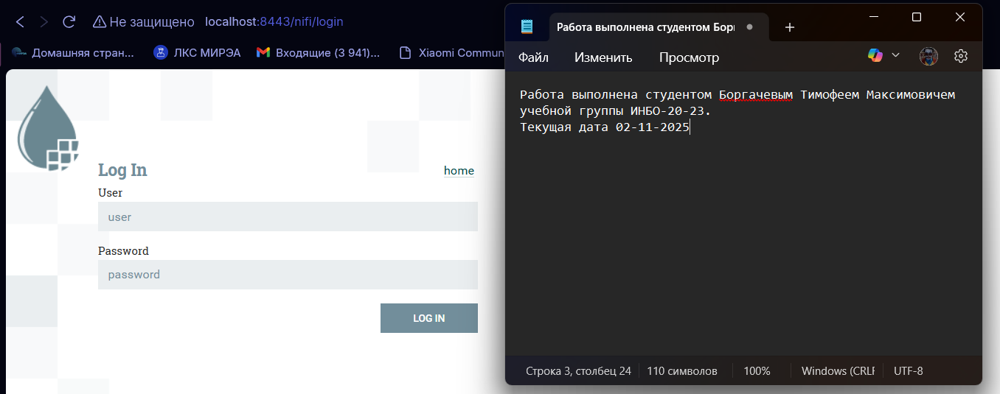 Не защищено localhost:8443/nifi/login
Домашняя стран... ЛКС МИРЭА Входящие (3 941)... Xiaomi Commun
Log In home
User
user
Password
password
LOG IN
Работа выполнена студентом Борг
Файл Изменить Просмотр
Работа выполнена студентом Боргачевым Тимофеем Максимовичем
учебной группы ИНБО-20-23.
Текущая дата 02-11-2025
Строка 3, столбец 24 110 символов 100% Windows (CRLF UTF-8